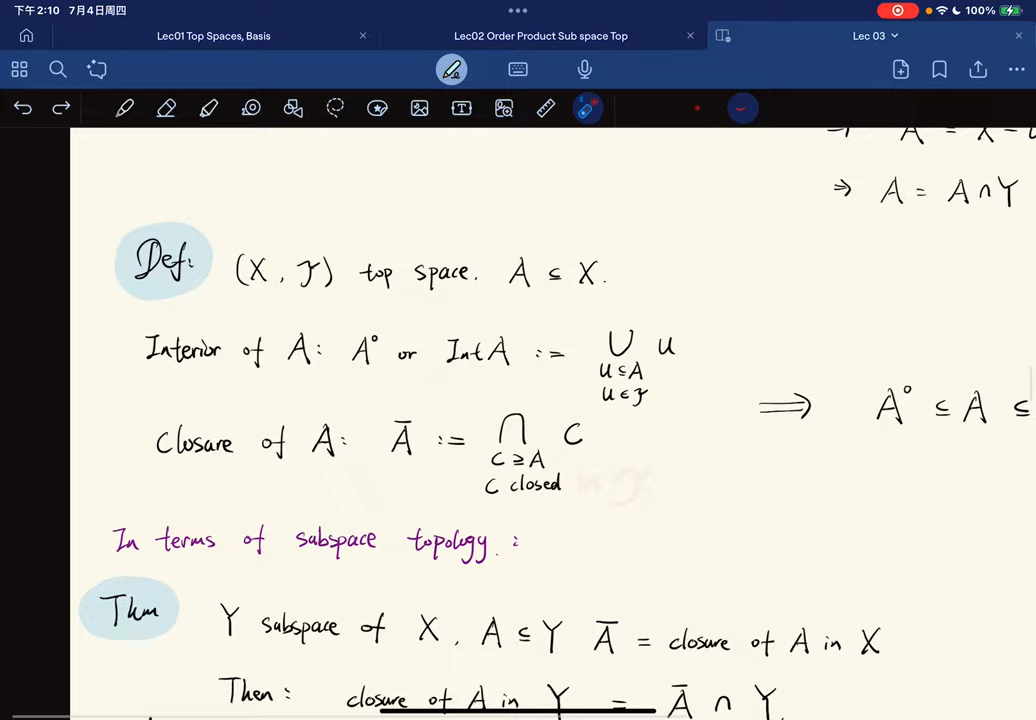 下午2:10 7月4日周四
100%
Lec01 Top Spaces, Basis
Lec02 Order Product Sub space Top
Lec 03
⇒ A = A ∩ Y
Def: (X, 𝒯) top space. A ⊆ X.
Interior of A: A° or Int A := ⋃ U
U ⊆ A
U ∈ 𝒯
⟹ A° ⊆ A ⊆
Closure of A: Ā := ⋂ C
C ⊇ A
C closed
In terms of subspace topology :
Thm Y subspace of X, A ⊆ Y Ā = closure of A in X
Then: closure of A in Y = Ā ∩ Y